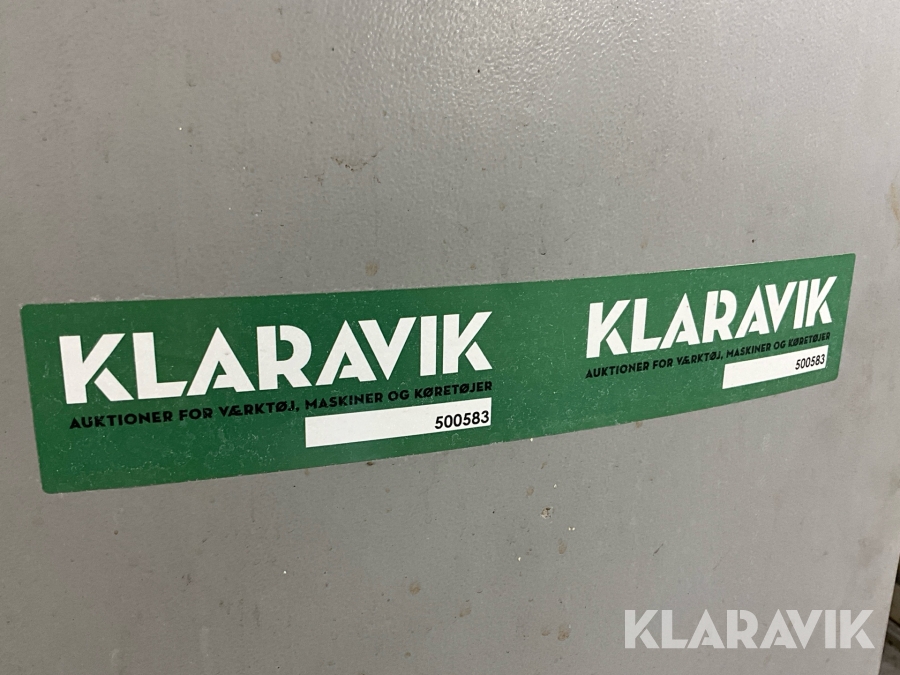 KLARAVIK
AUKTIONER FOR VÆRKTØJ, MASKINER OG KØRETØJER
500583
KLARAVIK
AUKTIONER FOR VÆRKTØJ, MASKINER OG KØRETØJER
500583
KLARAVIK